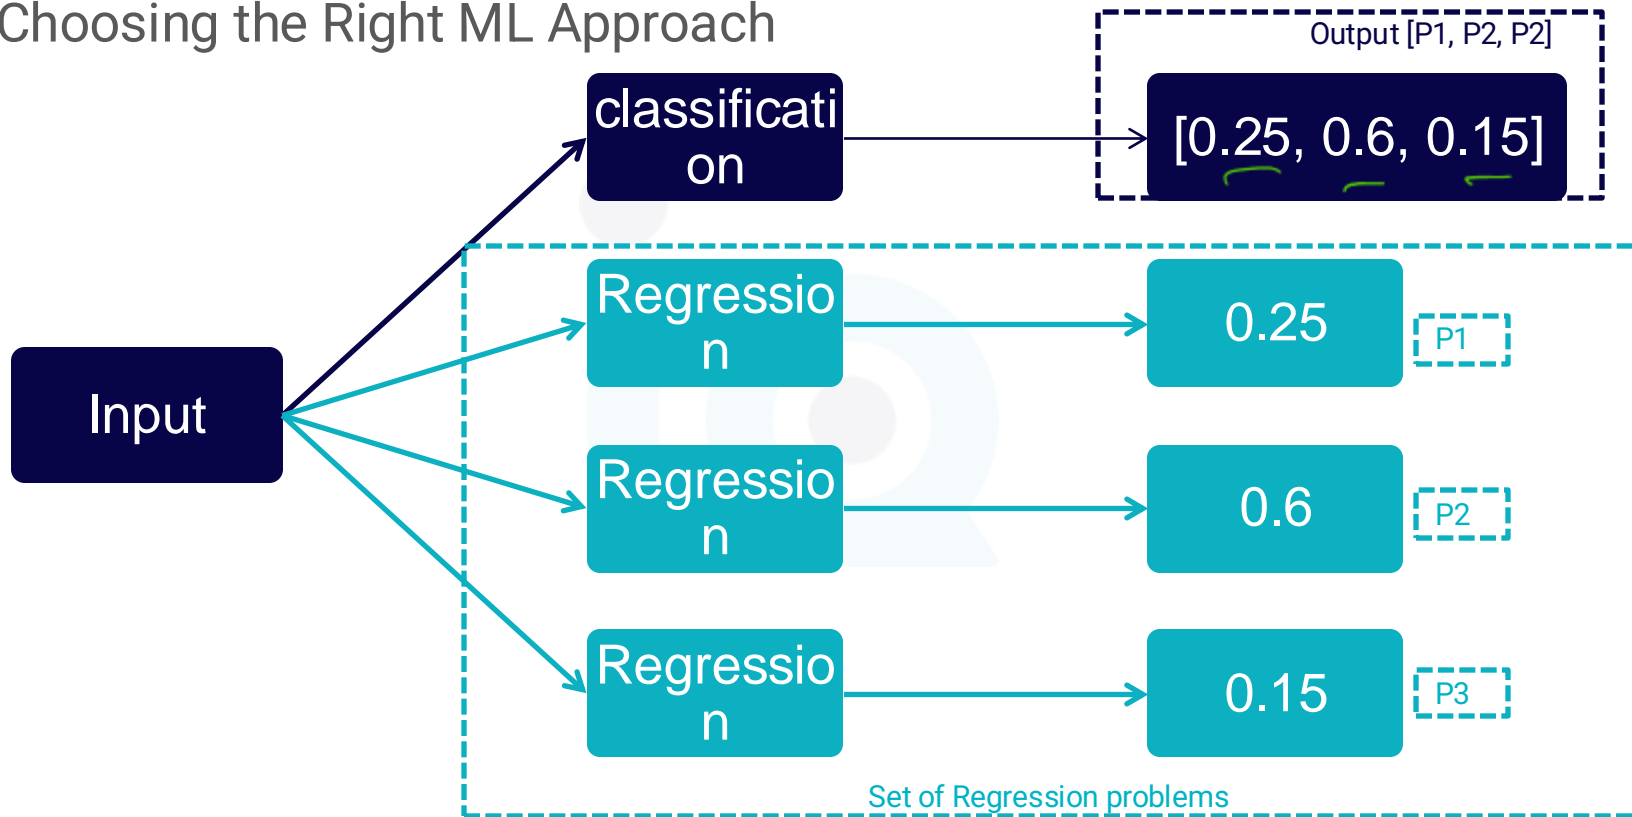 Choosing the Right ML Approach
Output [P1, P2, P2]
classificati
on
[0.25, 0.6, 0.15]
Regressio
n
0.25
P1
Input
Regressio
n
0.6
P2
Regressio
n
0.15
P3
Set of Regression problems